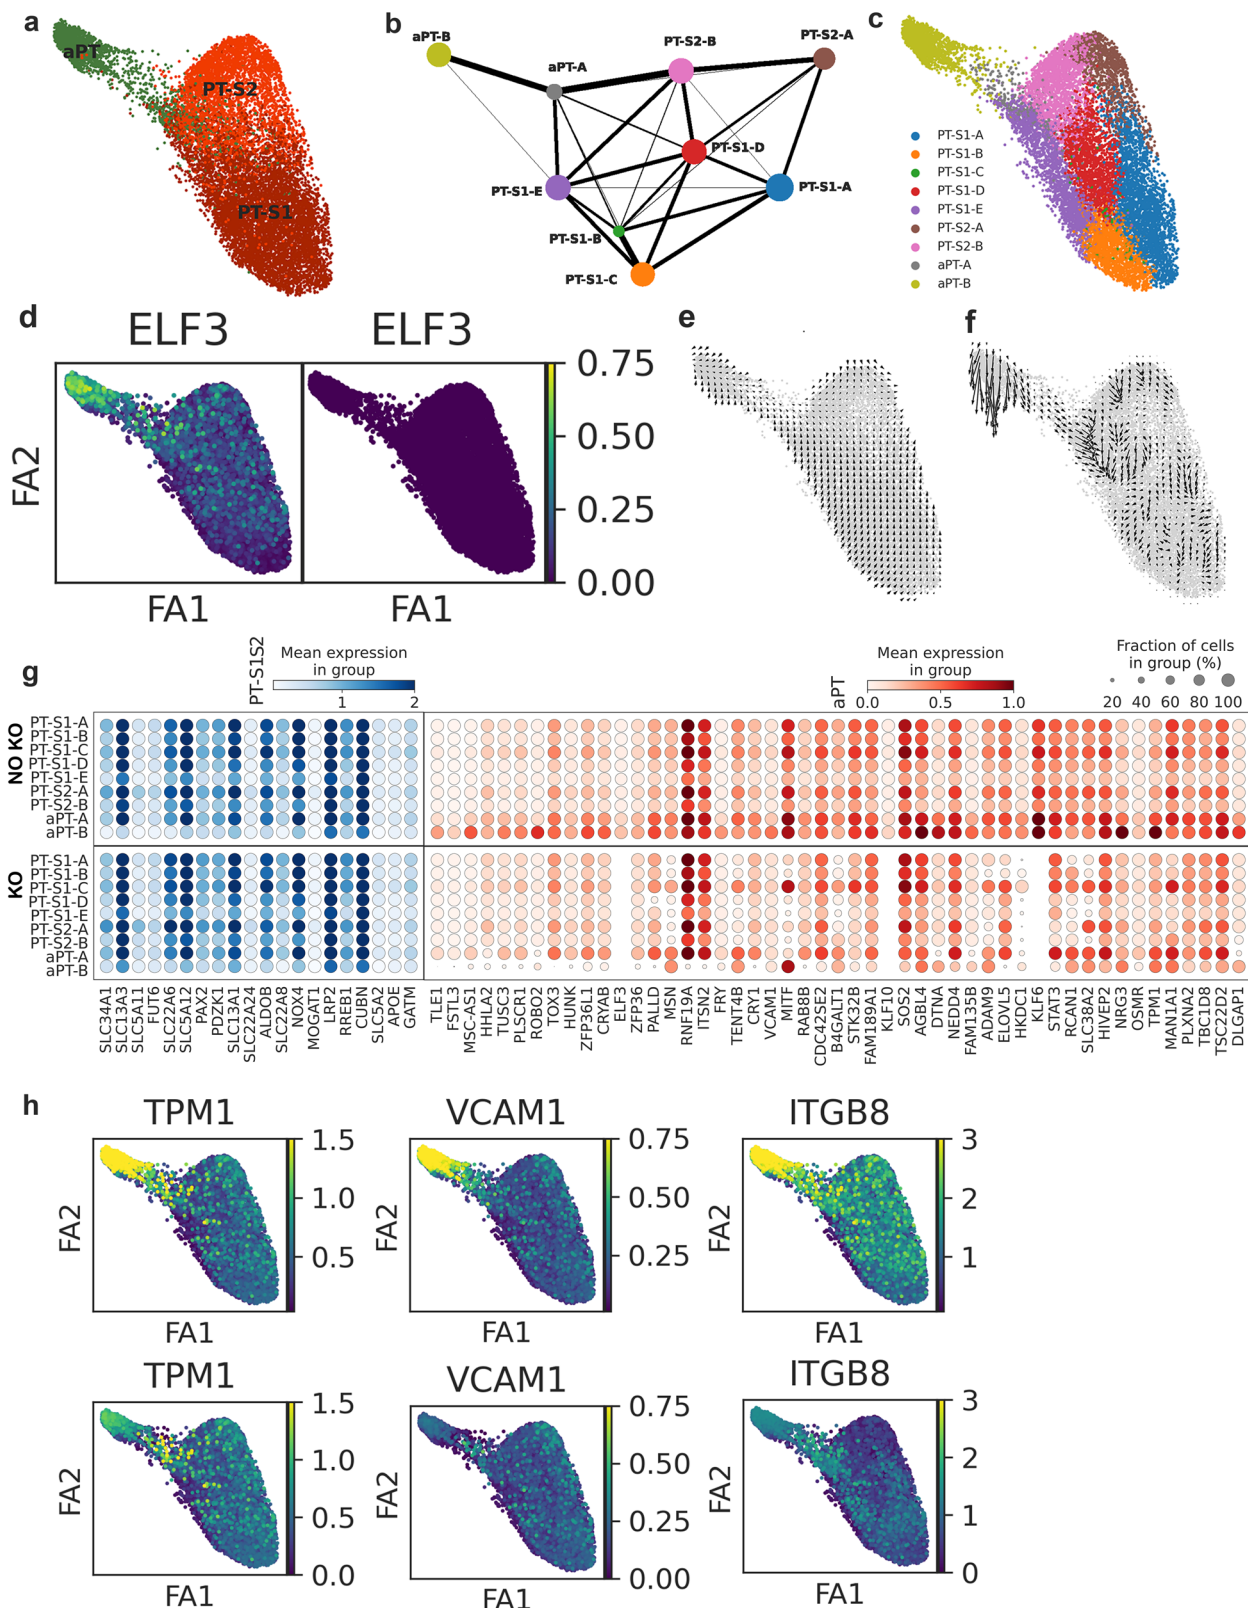 a
aPT
PT-S2
PT-S1
b
aPT-B
aPT-A
PT-S2-B
PT-S2-A
PT-S1-D
PT-S1-E
PT-S1-A
PT-S1-B
PT-S1-C
c
PT-S1-A
PT-S1-B
PT-S1-C
PT-S1-D
PT-S1-E
PT-S2-A
PT-S2-B
aPT-A
aPT-B
d
ELF3
ELF3
FA2
FA1
FA1
0.75
0.50
0.25
0.00
e
f
g
PT-S1S2
Mean expression
in group
1
2
aPT
Mean expression
in group
0.0
0.5
1.0
Fraction of cells
in group (%)
20 40 60 80 100
NO KO
PT-S1-A
PT-S1-B
PT-S1-C
PT-S1-D
PT-S1-E
PT-S2-A
PT-S2-B
aPT-A
aPT-B
KO
PT-S1-A
PT-S1-B
PT-S1-C
PT-S1-D
PT-S1-E
PT-S2-A
PT-S2-B
aPT-A
aPT-B
SLC34A1
SLC13A3
SLC5A11
FUT6
SLC22A6
SLC5A12
PAX2
PDZK1
SLC13A1
SLC22A24
ALDOB
SLC22A8
NOX4
MOGAT1
LRP2
RREB1
CUBN
SLC5A2
APOE
GATM
TLE1
FSTL3
MSC-AS1
HHLA2
TUSC3
PLSCR1
ROBO2
TOX3
HUNK
ZFP36L1
CRYAB
ELF3
ZFP36
PALLD
MSN
RNF19A
ITSN2
FRY
TENT4B
CRY1
VCAM1
MITF
RAB8B
CDC42SE2
B4GALT1
STK32B
FAM189A1
KLF10
SOS2
AGBL4
DTNA
NEDD4
FAM135B
ADAM9
ELOVL5
HKDC1
KLF6
STAT3
RCAN1
SLC38A2
HIVEP2
NRG3
OSMR
TPM1
MAN1A1
PLXNA2
TBC1D8
TSC22D2
DLGAP1
h
TPM1
FA2
FA1
1.5
1.0
0.5
VCAM1
FA2
FA1
0.75
0.50
0.25
ITGB8
FA2
FA1
3
2
1
TPM1
FA2
FA1
1.5
1.0
0.5
0.0
VCAM1
FA2
FA1
0.75
0.50
0.25
0.00
ITGB8
FA2
FA1
3
2
1
0